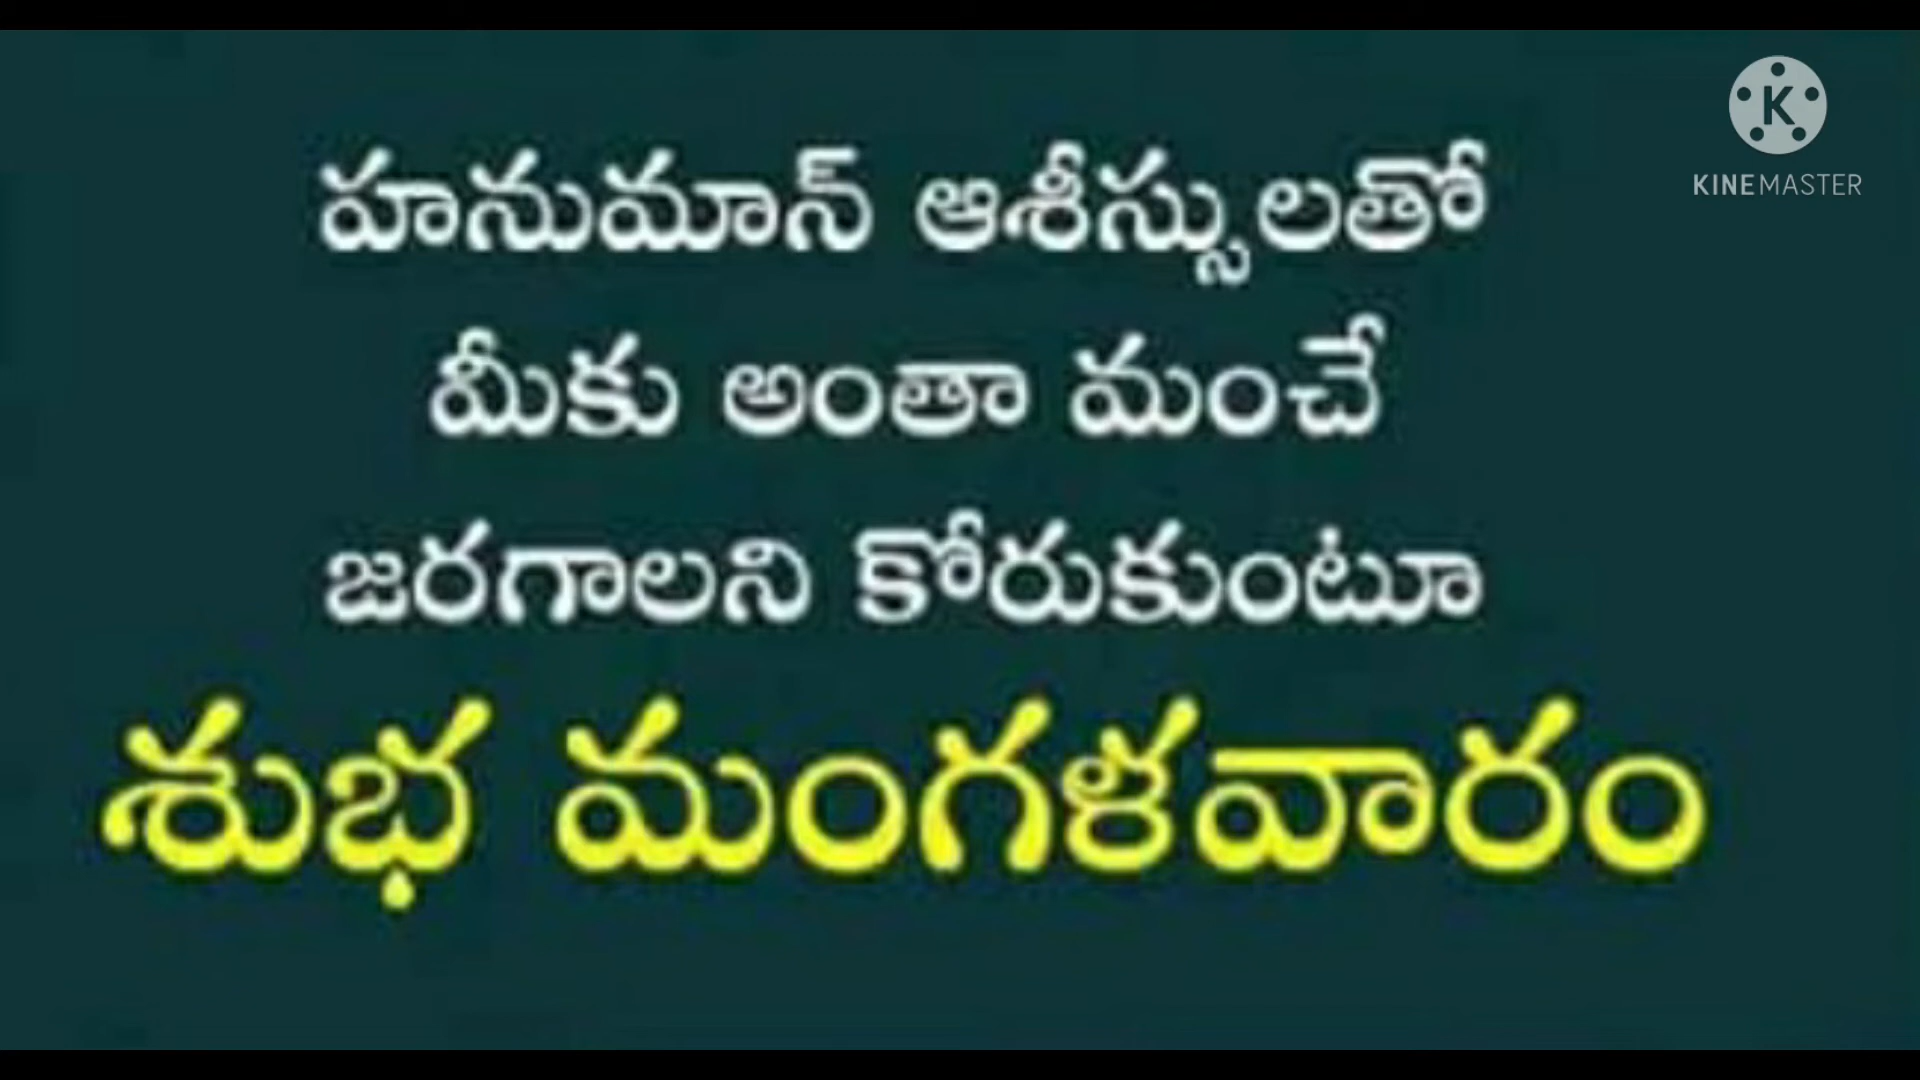 హనుమాన్ ఆశీస్సులతో
మీకు అంతా మంచే
జరగాలని కోరుకుంటూ
శుభ మంగళవారం
K
KINEMASTER